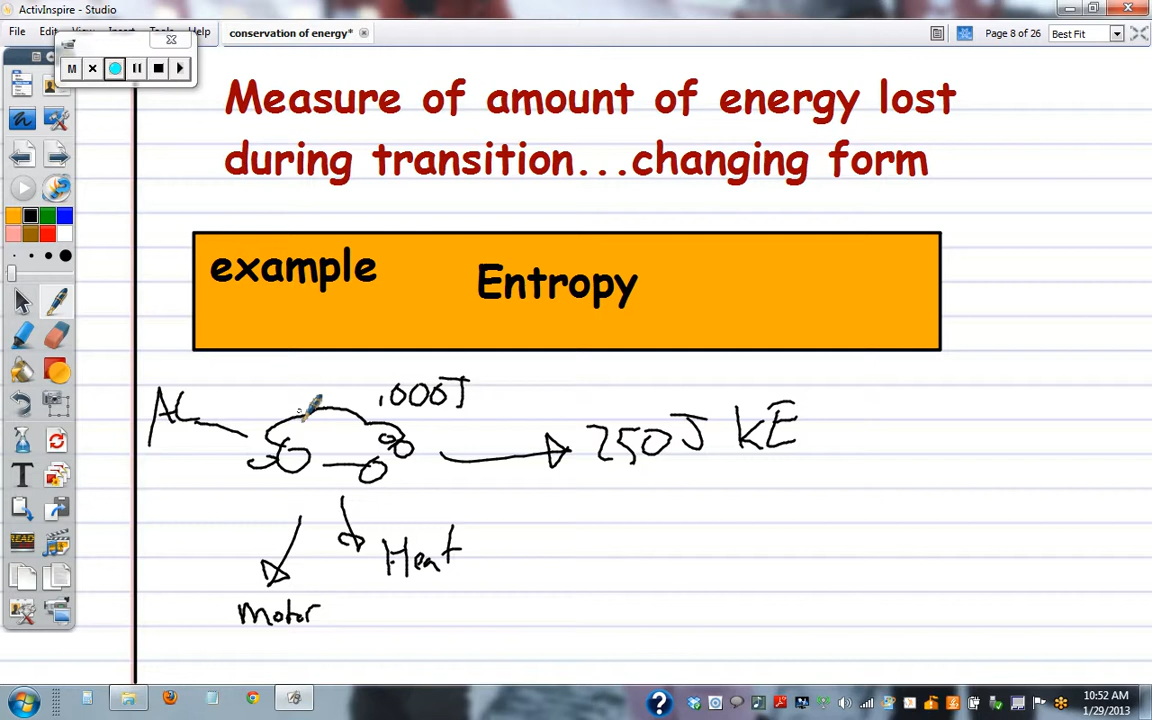 ActivInspire - Studio
File Edit View Insert Tools Help
conservation of energy*
Page 8 of 26
Best Fit
M
Measure of amount of energy lost
during transition...changing form
example
Entropy
AC
.000J
250J KE
Heat
Motor
T
10:52 AM
1/29/2013